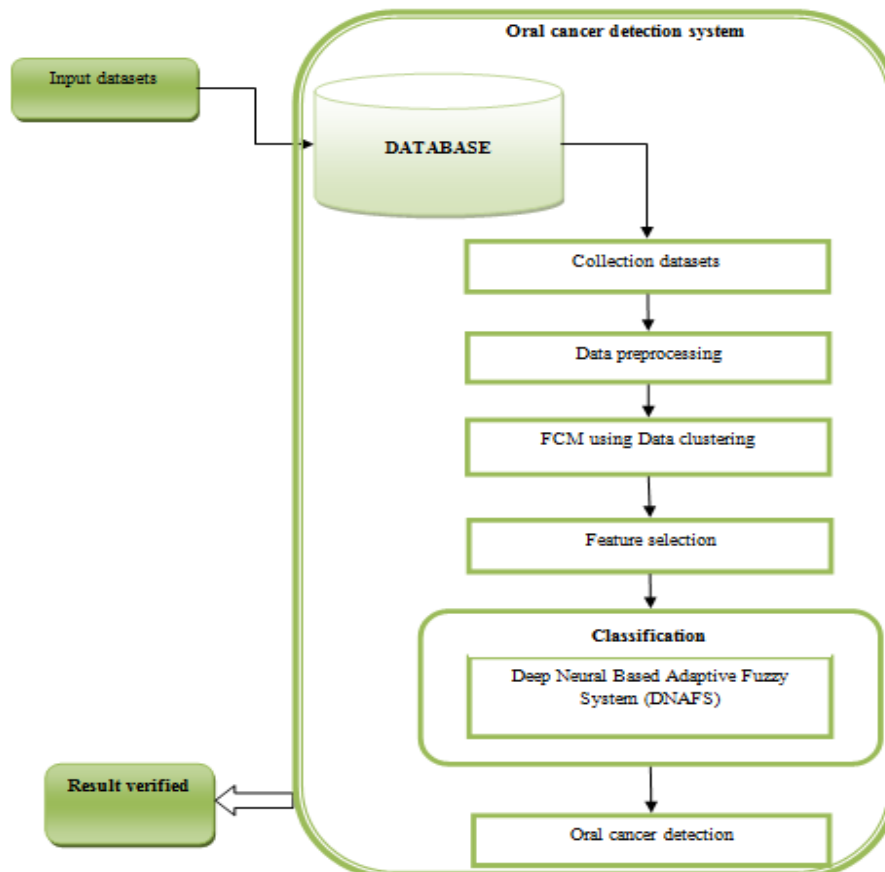 Oral cancer detection system
Input datasets
DATABASE
Collection datasets
Data preprocessing
FCM using Data clustering
Feature selection
Classification
Deep Neural Based Adaptive Fuzzy
System (DNAFS)
Result verified
Oral cancer detection